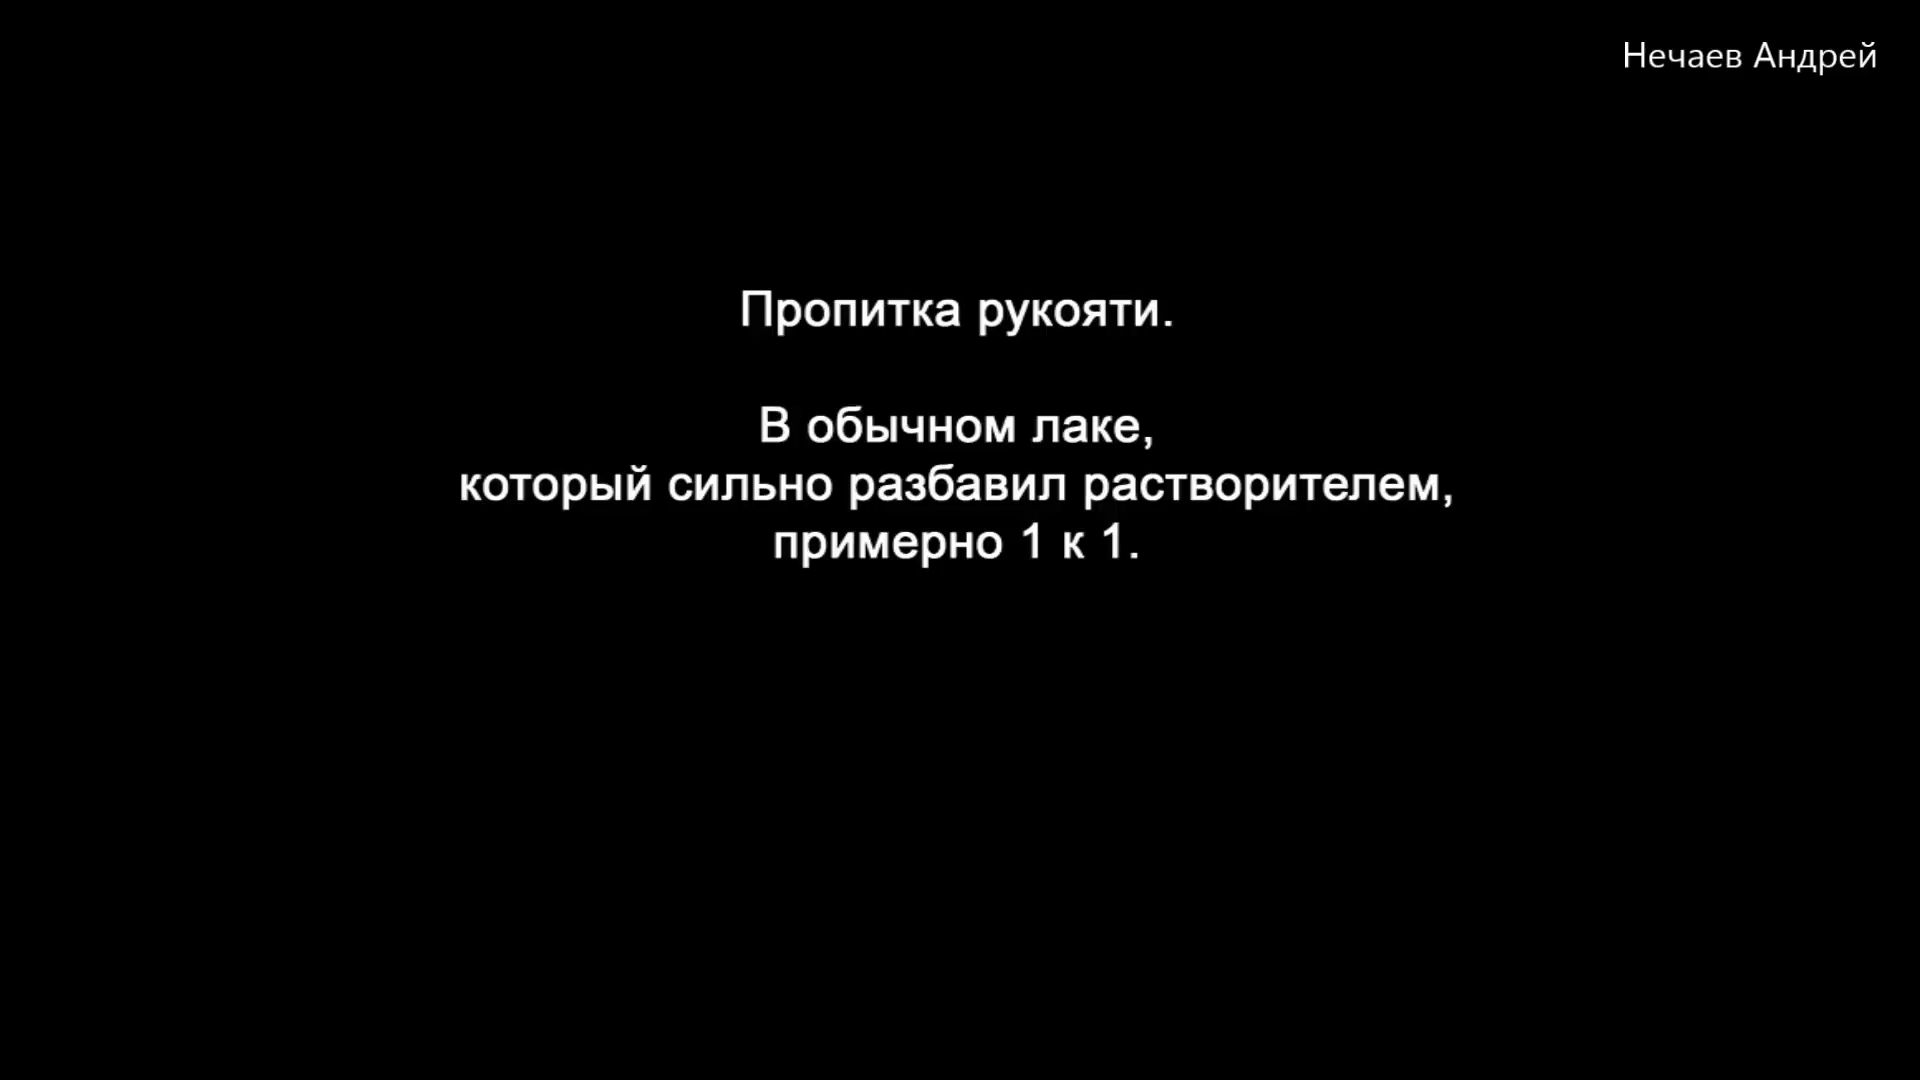 Нечаев Андрей
Пропитка рукояти.
В обычном лаке,
который сильно разбавил растворителем,
примерно 1 к 1.